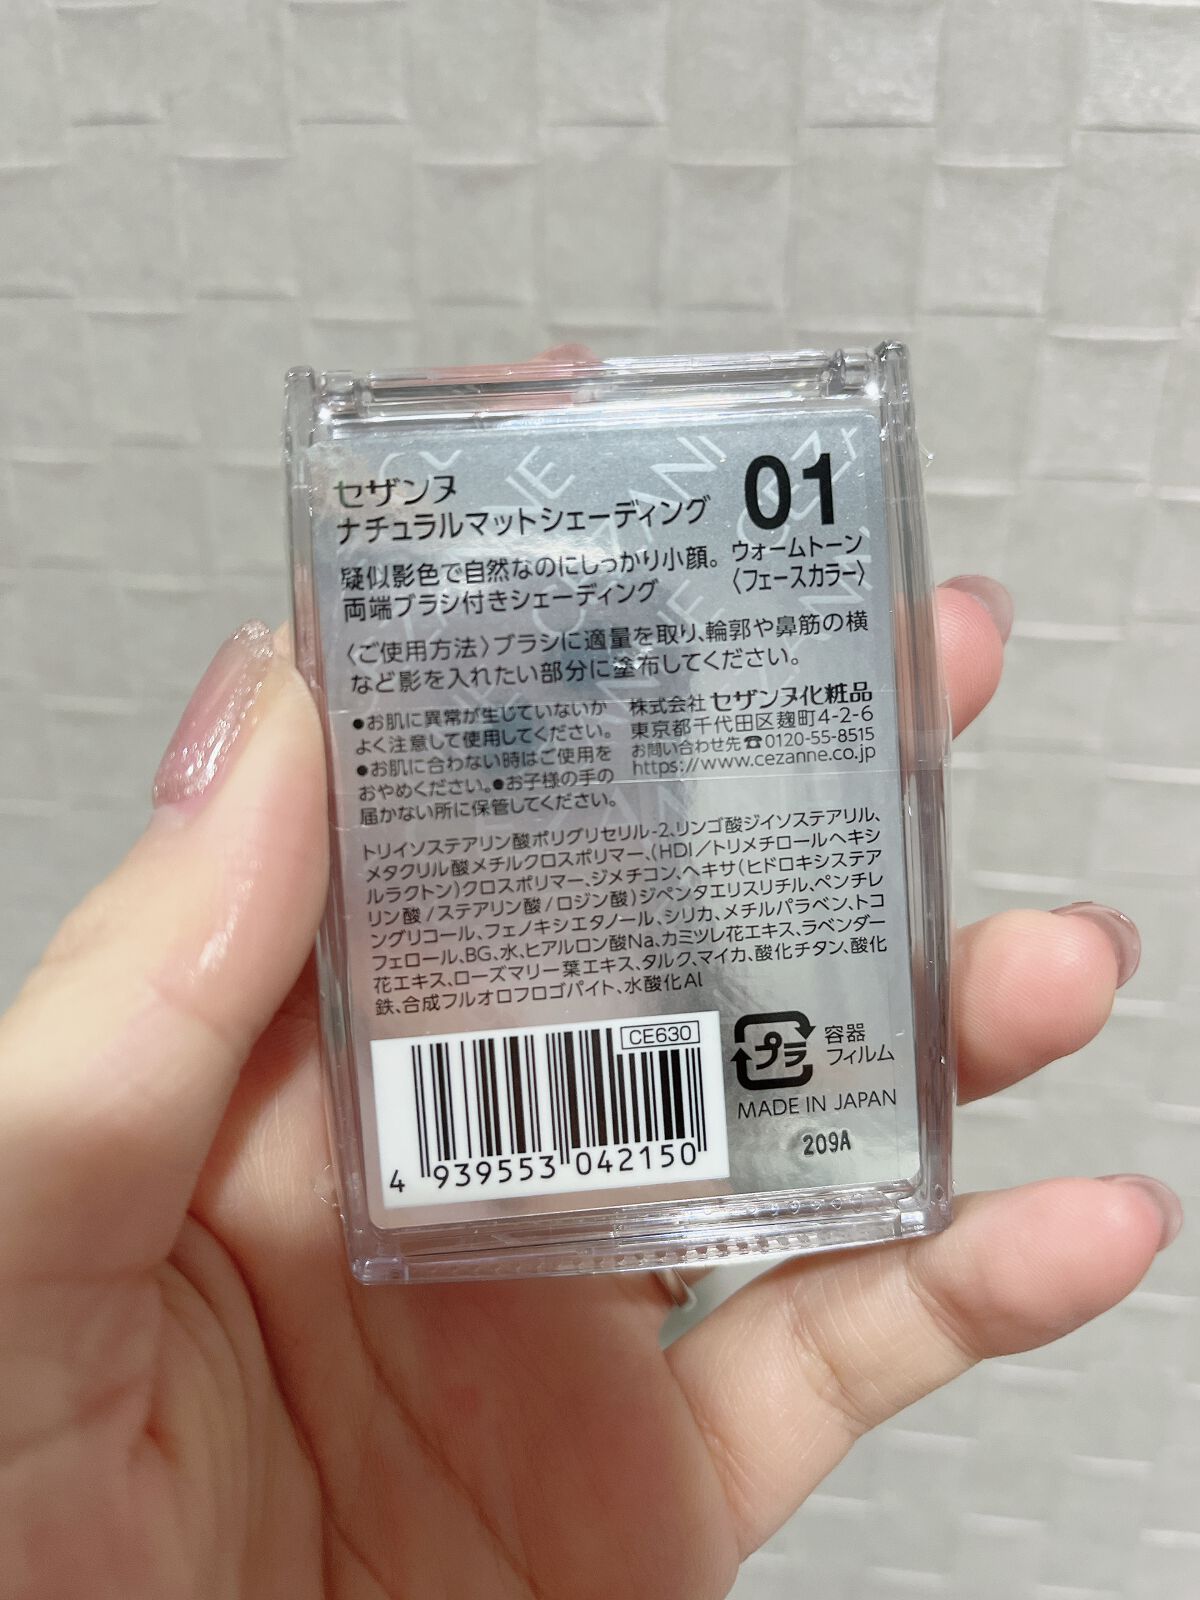 セザンヌ
ナチュラルマットシェーディング
疑似影色で自然なのにしっかり小顔。
両端ブラシ付きシェーディング
01
ウォームトーン
〈フェースカラー〉
〈ご使用方法〉ブラシに適量を取り、輪郭や鼻筋の横
など影を入れたい部分に塗布してください。
●お肌に異常が生じていないか
よく注意して使用してください。
●お肌に合わない時はご使用を
おやめください。●お子様の手の
届かない所に保管してください。
株式会社 セザンヌ化粧品
東京都千代田区麹町4-2-6
お問い合わせ先☎0120-55-8515
https://www.cezanne.co.jp
トリイソステアリン酸ポリグリセリル-2、リンゴ酸ジイソステアリル、
メタクリル酸メチルクロスポリマー、(HDI/トリメチロールヘキシ
ルラクトン)クロスポリマー、ジメチコン、ヘキサ(ヒドロキシステア
リン酸/ステアリン酸/ロジン酸)ジペンタエリスリチル、ペンチレ
ングリコール、フェノキシエタノール、シリカ、メチルパラベン、トコ
フェロール、BG、水、ヒアルロン酸Na、カミツレ花エキス、ラベンダー
花エキス、ローズマリー葉エキス、タルク、マイカ、酸化チタン、酸化
鉄、合成フルオロフロゴパイト、水酸化Al
CE630
4 939553 042150
プラ
容器
フィルム
MADE IN JAPAN
209A